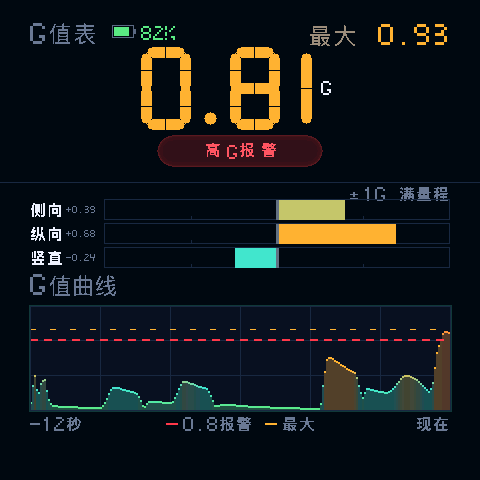 G值表 82% 最大 0.93
0.81 G
高G报警
±1G 满量程
侧向 +0.39
纵向 +0.68
竖直 -0.24
G值曲线
-12秒 0.8报警 最大 现在